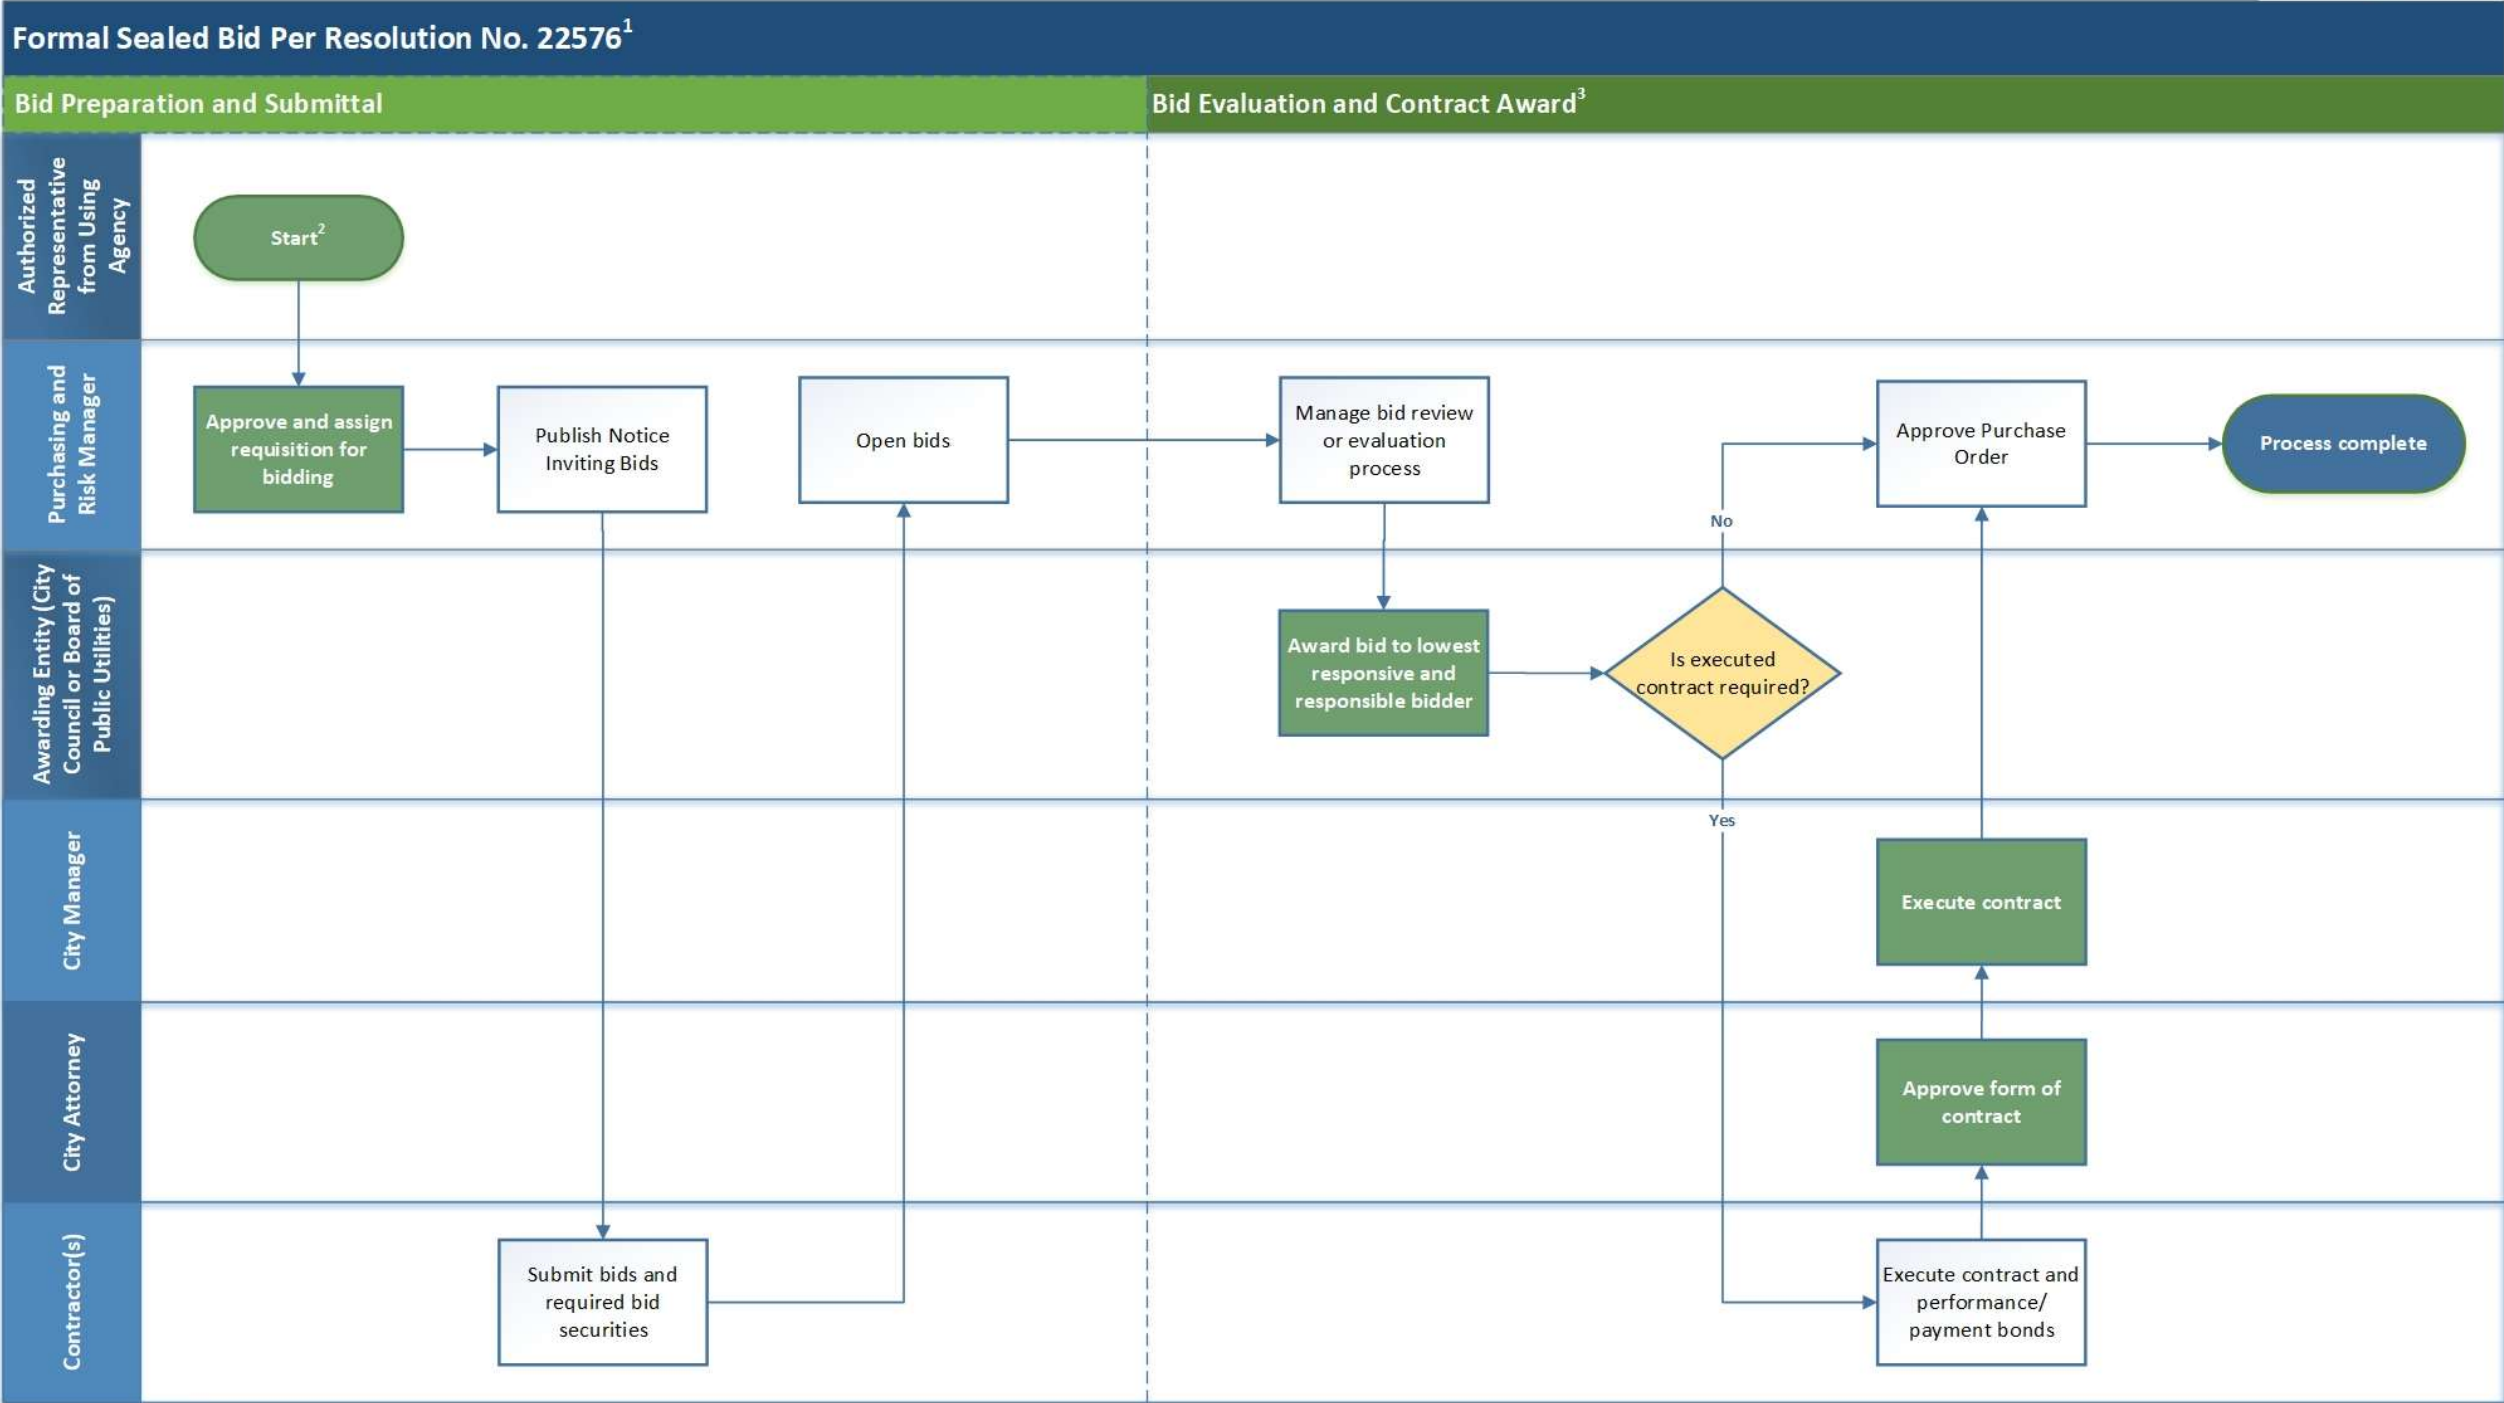 Formal Sealed Bid Per Resolution No. 22576¹
Bid Preparation and Submittal
Bid Evaluation and Contract Award³
Authorized
Representative
from Using
Agency
Start²
Purchasing and
Risk Manager
Approve and assign
requisition for
bidding
Publish Notice
Inviting Bids
Open bids
Manage bid review
or evaluation
process
Approve Purchase
Order
Process complete
No
Awarding Entity (City
Council or Board of
Public Utilities)
Award bid to lowest
responsive and
responsible bidder
Is executed
contract required?
Yes
City Manager
Execute contract
City Attorney
Approve form of
contract
Contractor(s)
Submit bids and
required bid
securities
Execute contract and
performance/
payment bonds